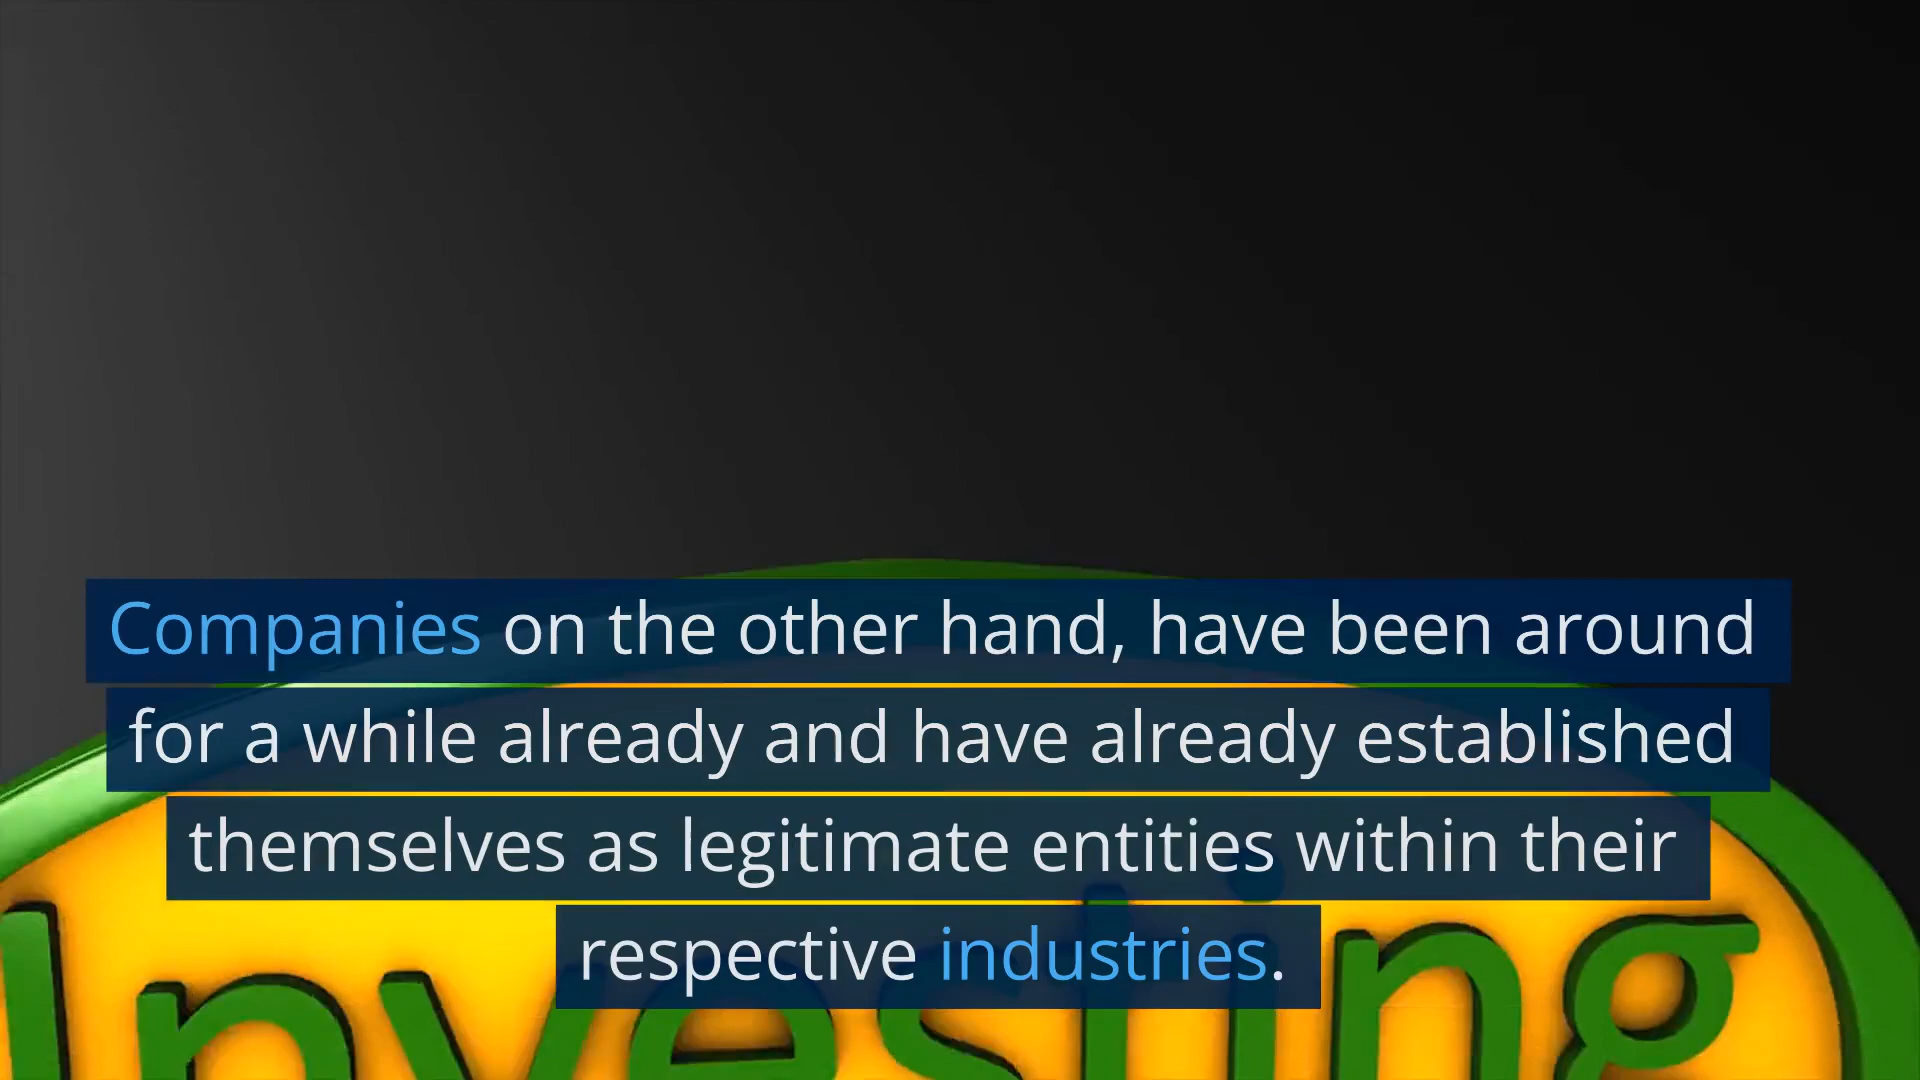 Companies on the other hand, have been around
for a while already and have already established
themselves as legitimate entities within their
respective industries.
Investing